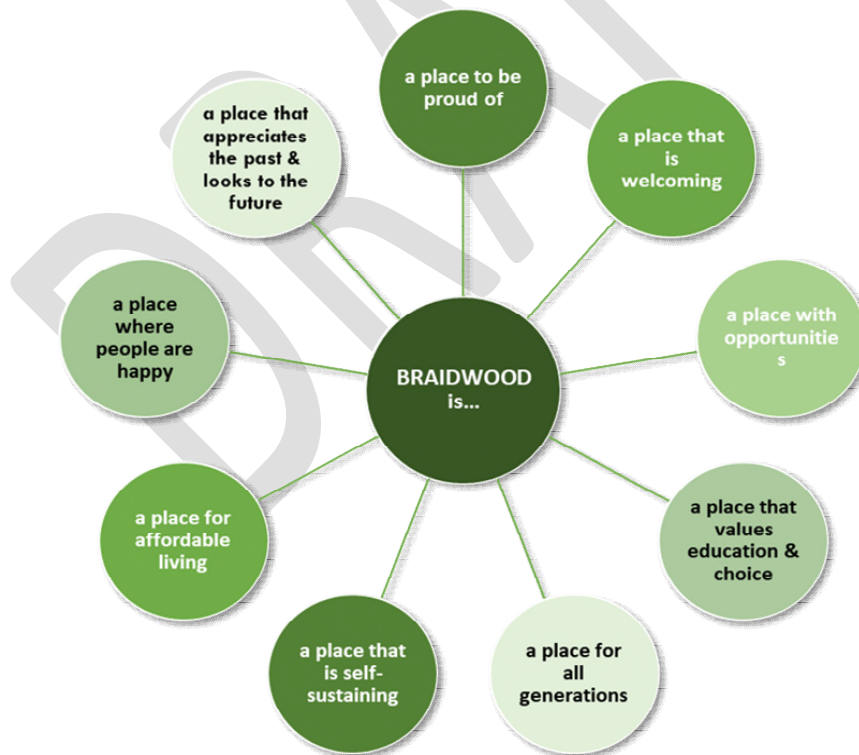 a place to be
proud of
a place that
is
welcoming
a place with
opportunitie
s
a place that
values
education &
choice
a place for
all
generations
a place that
is self-
sustaining
a place for
affordable
living
a place
where
people are
happy
a place that
appreciates
the past &
looks to the
future
BRAIDWOOD
is...